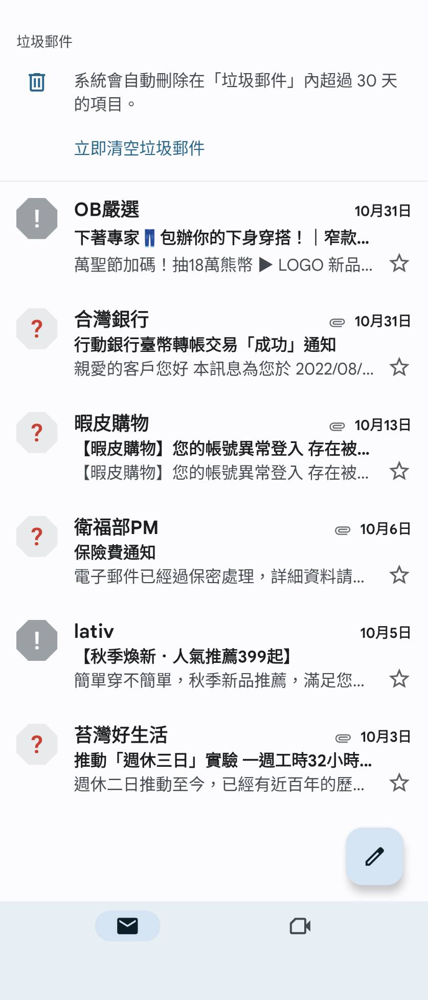 垃圾郵件
系統會自動刪除在「垃圾郵件」內超過 30 天
的項目。
立即清空垃圾郵件
OB嚴選
10月31日
下著專家👖包辦你的下身穿搭！｜窄款...
萬聖節加碼！抽18萬熊幣 ▶ LOGO 新品...
合灣銀行
10月31日
行動銀行臺幣轉帳交易「成功」通知
親愛的客戶您好 本訊息為您於 2022/08/...
暇皮購物
10月13日
【暇皮購物】您的帳號異常登入 存在被...
【暇皮購物】您的帳號異常登入 存在被...
衛福部PM
10月6日
保險費通知
電子郵件已經過保密處理，詳細資料請...
lativ
10月5日
【秋季煥新．人氣推薦399起】
簡單穿不簡單，秋季新品推薦，滿足您...
苔灣好生活
10月3日
推動「週休三日」實驗 一週工時32小時...
週休二日推動至今，已經有近百年的歷...